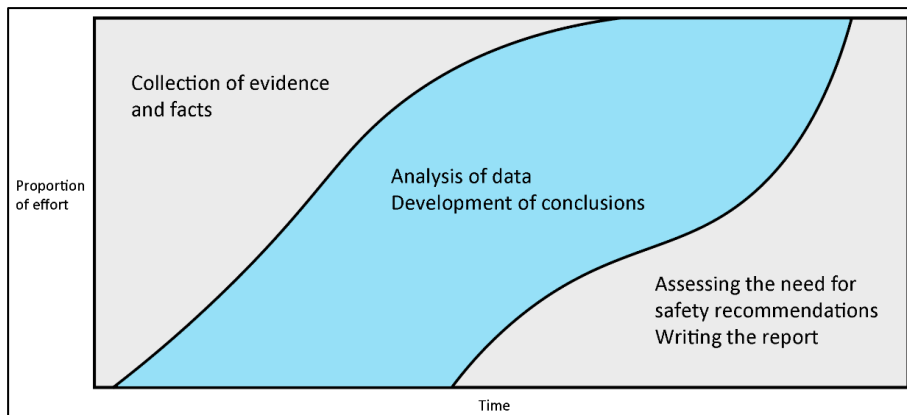 Collection of evidence
and facts
Proportion
of effort
Analysis of data
Development of conclusions
Assessing the need for
safety recommendations
Writing the report
Time